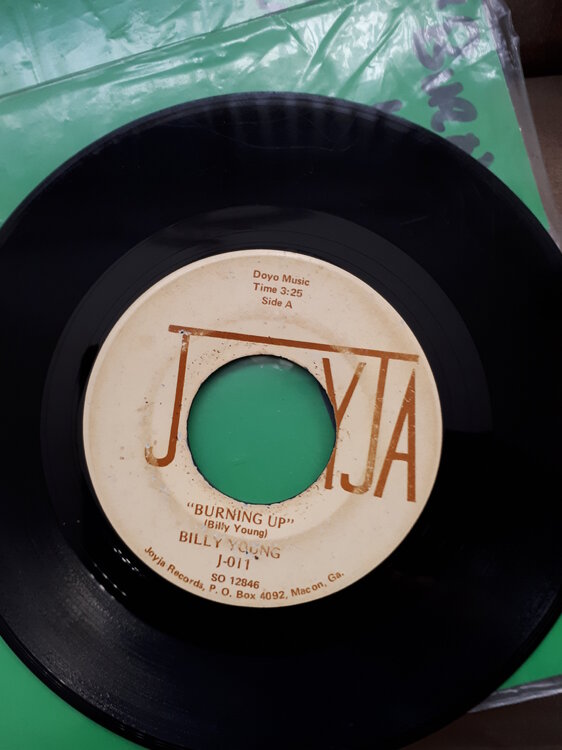 Doyo Music
Time 3:25
Side A
JOYJA
"BURNING UP"
(Billy Young)
BILLY YOUNG
J-011
SO 12846
Joyja Records, P. O. Box 4092, Macon, Ga.